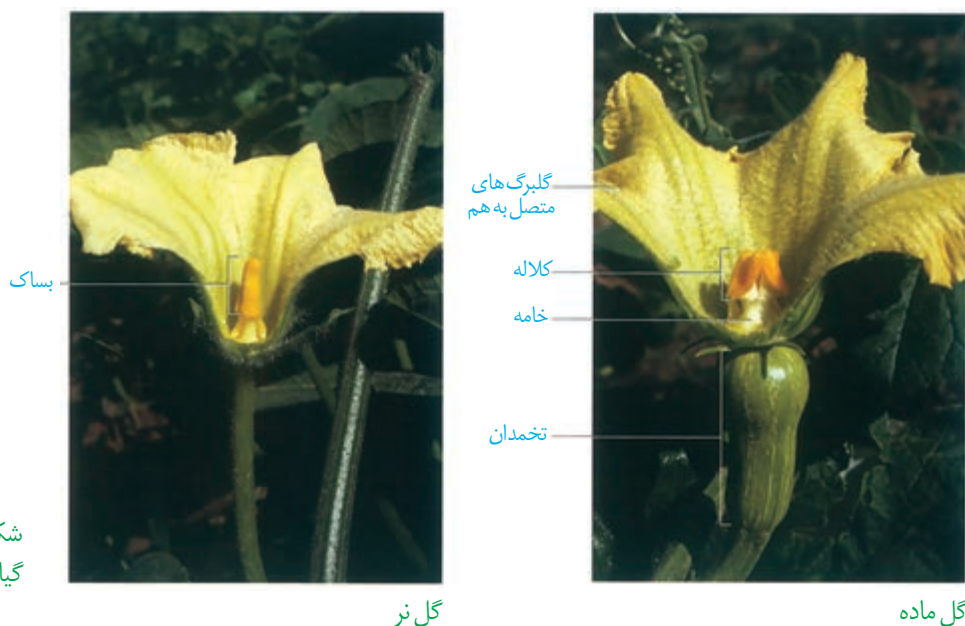 گلبرگ‌های
متصل به هم
کلاله
خامه
تخمدان
گل ماده
بساک
گل نر